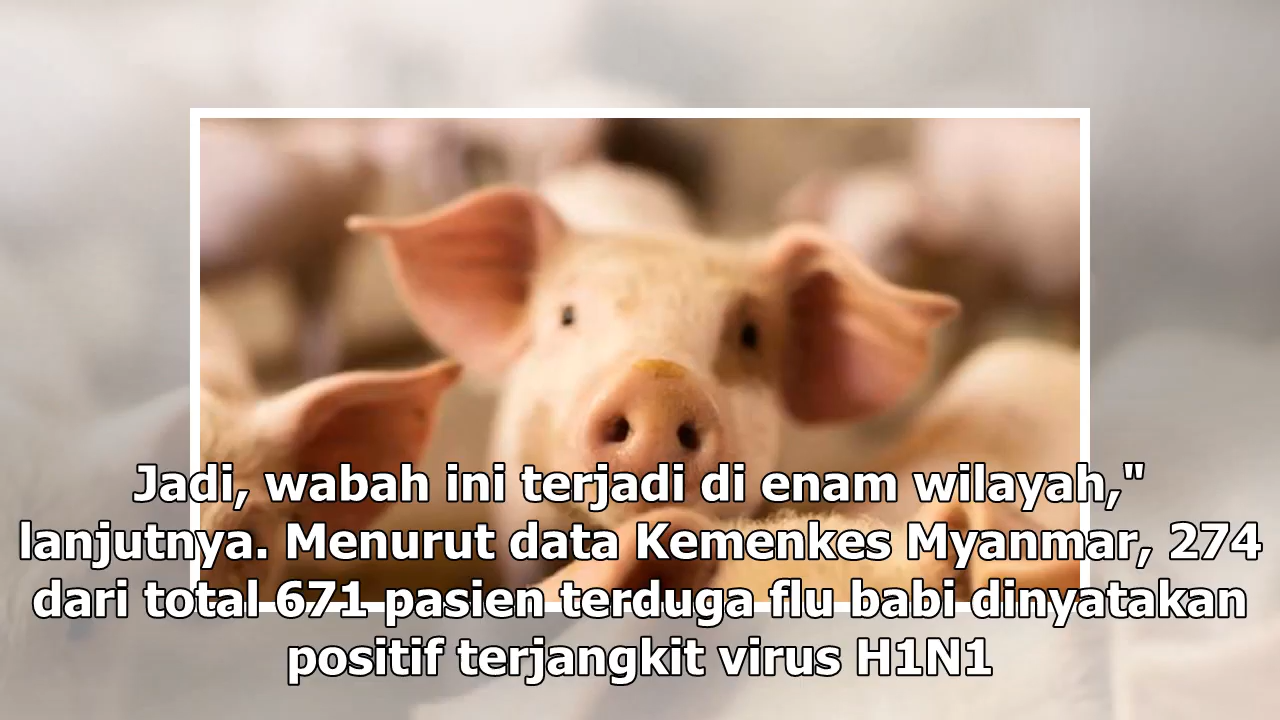 Jadi, wabah ini terjadi di enam wilayah,"
lanjutnya. Menurut data Kemenkes Myanmar, 274
dari total 671 pasien terduga flu babi dinyatakan
positif terjangkit virus H1N1